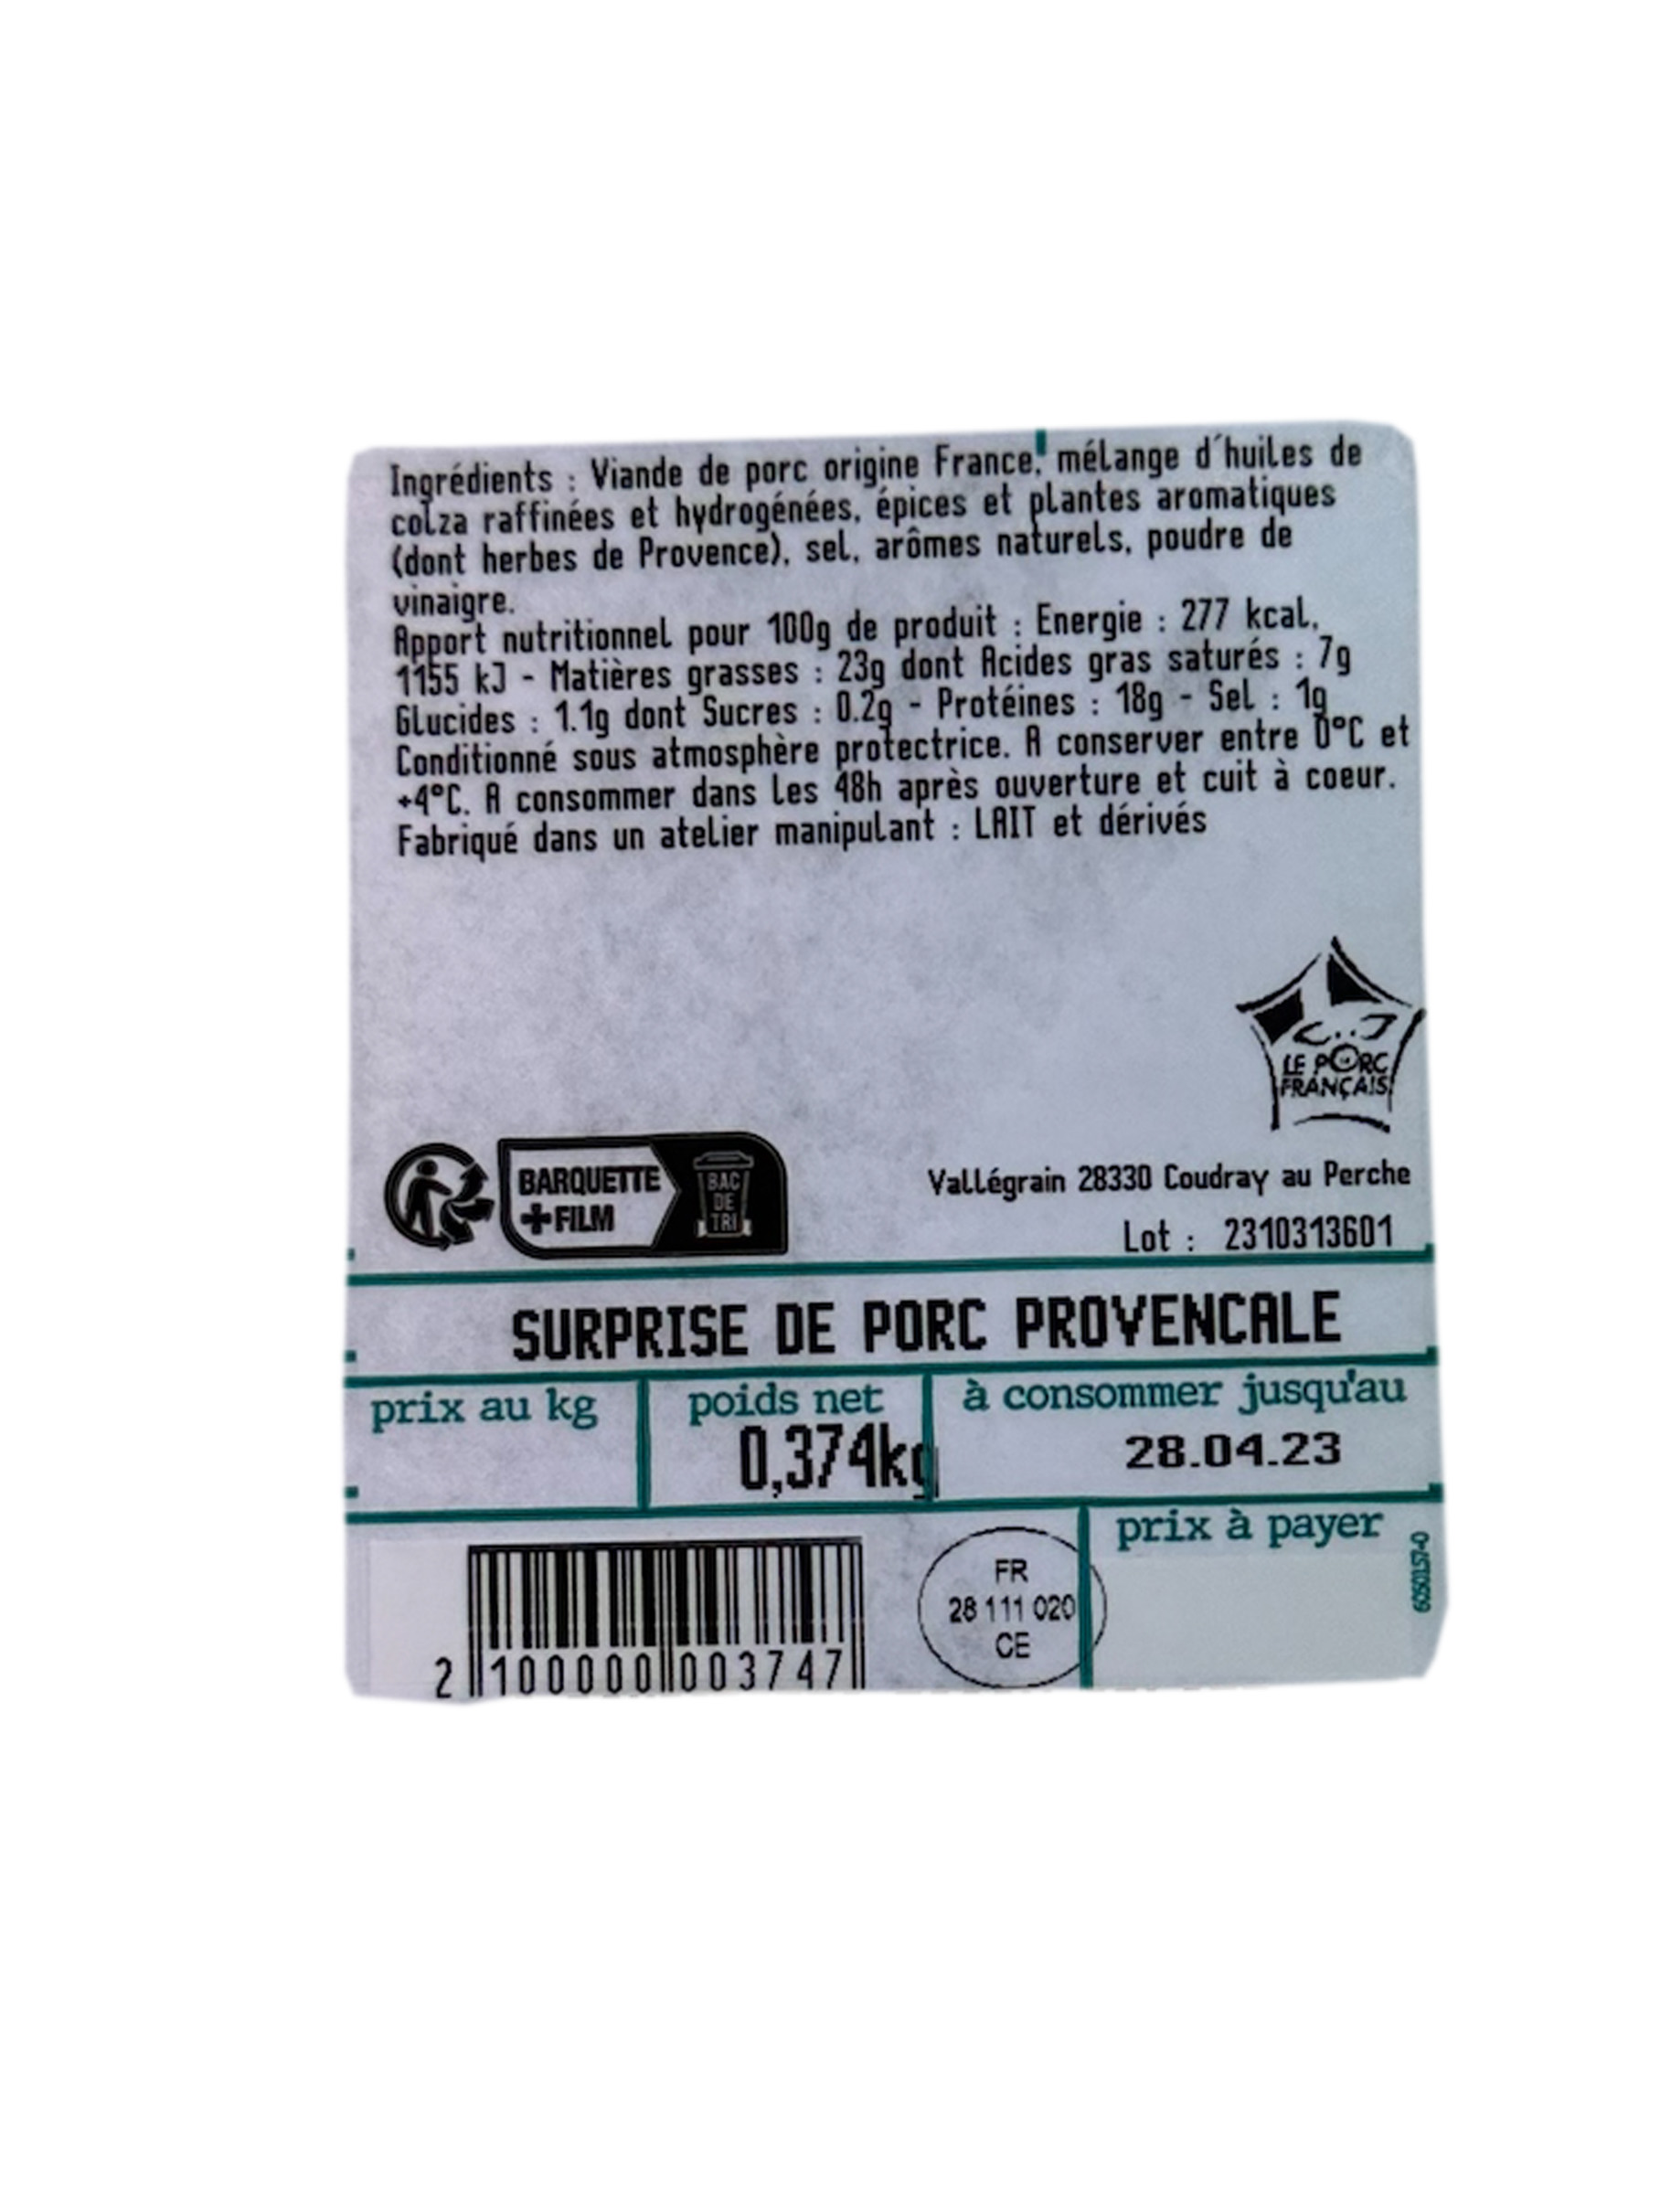 Ingrédients : Viande de porc origine France, mélange d'huiles de
colza raffinées et hydrogénées, épices et plantes aromatiques
(dont herbes de Provence), sel, arômes naturels, poudre de
vinaigre.
Apport nutritionnel pour 100g de produit : Energie : 277 kcal,
1155 kJ - Matières grasses : 23g dont Acides gras saturés : 7g
Glucides : 1.1g dont Sucres : 0.2g - Protéines : 18g - Sel : 1g
Conditionné sous atmosphère protectrice. A conserver entre 0°C et
+4°C. A consommer dans les 48h après ouverture et cuit à coeur.
Fabriqué dans un atelier manipulant : LAIT et dérivés
LE PORC
FRANÇAIS
BARQUETTE
+FILM
BAC
DE
TRI
Vallégrain 28330 Coudray au Perche
Lot : 2310313601
SURPRISE DE PORC PROVENCALE
prix au kg
poids net
0,374kg
à consommer jusqu'au
28.04.23
2 100000 003747
FR
28 111 020
CE
prix à payer
6050157-0